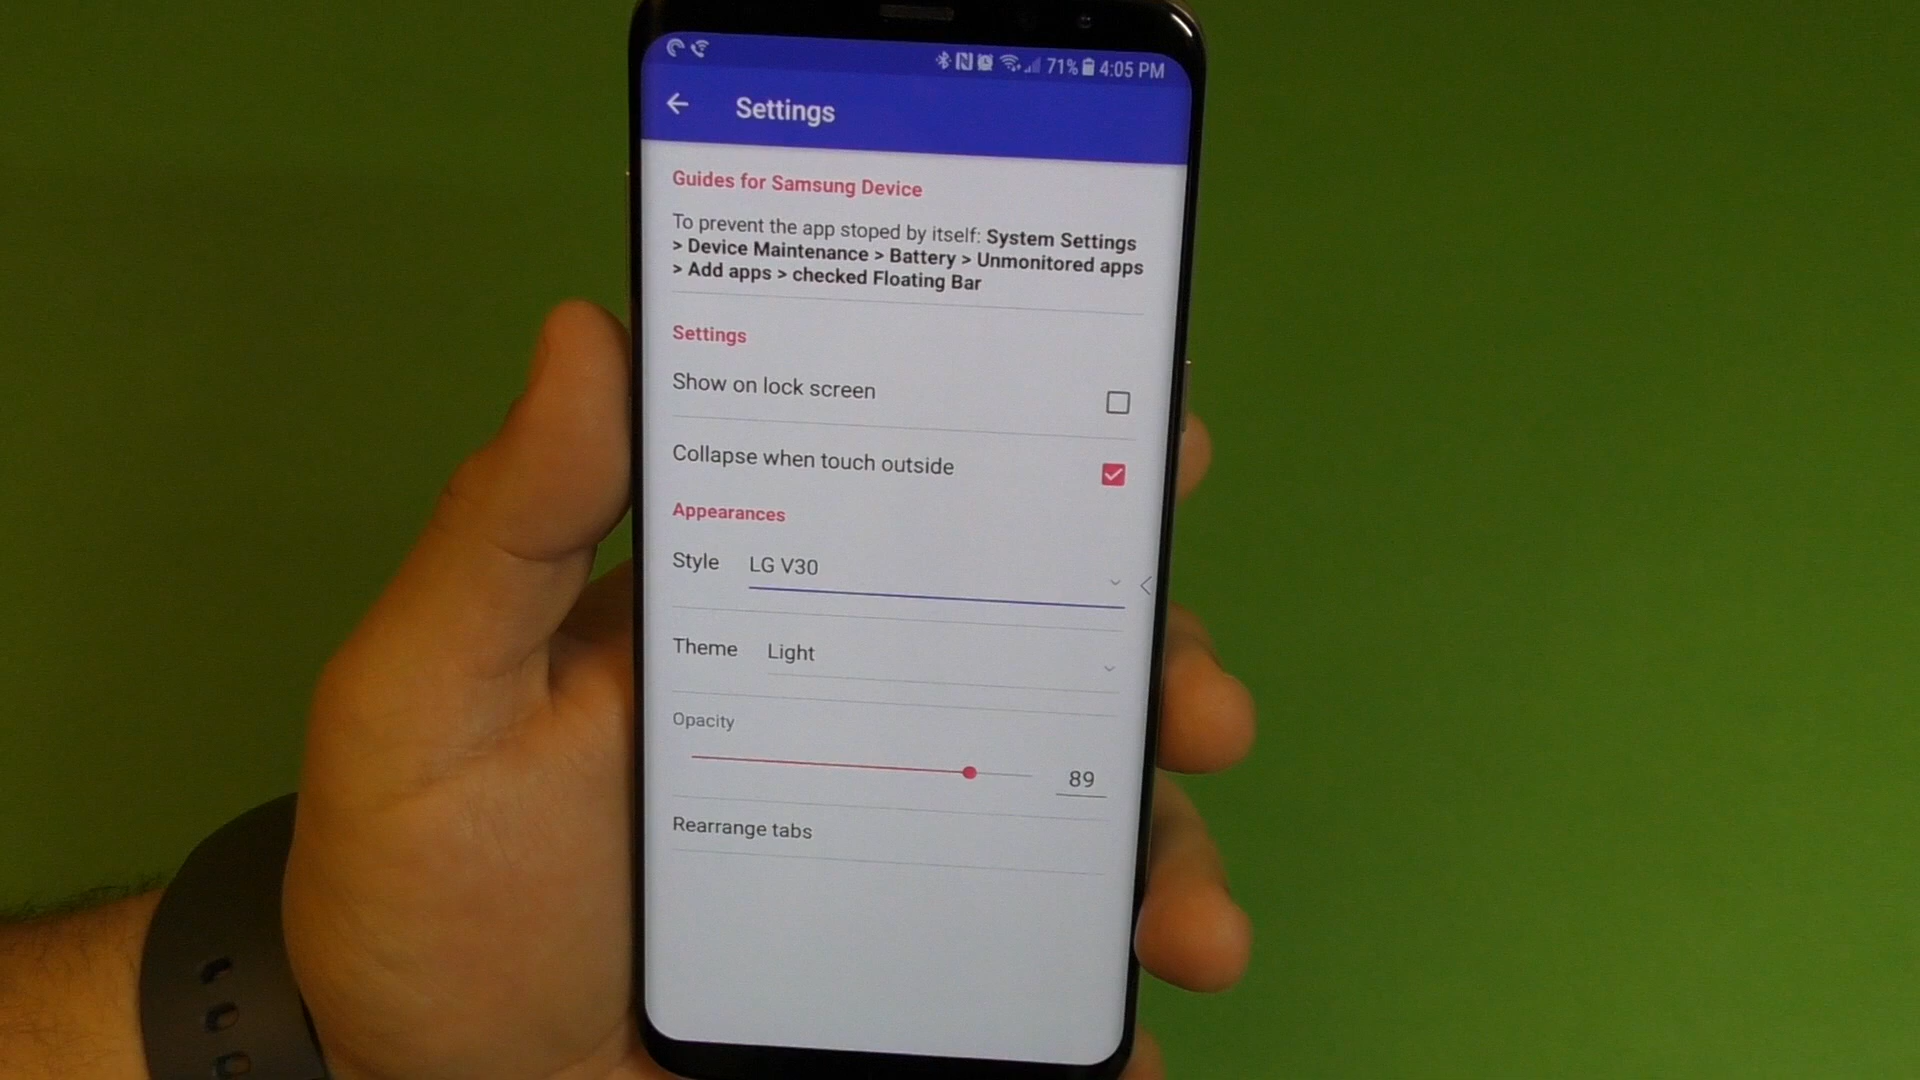 71% 4:05 PM
Settings
Guides for Samsung Device
To prevent the app stoped by itself: System Settings
> Device Maintenance > Battery > Unmonitored apps
> Add apps > checked Floating Bar
Settings
Show on lock screen
Collapse when touch outside
Appearances
Style LG V30
Theme Light
Opacity
89
Rearrange tabs